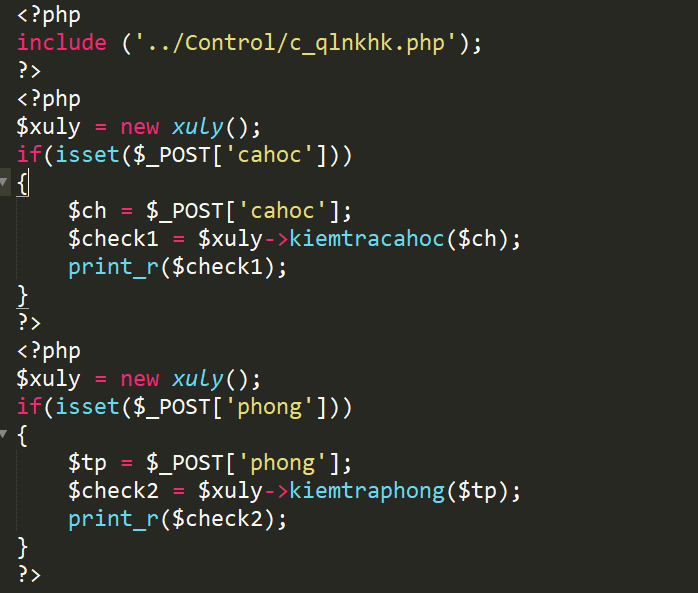 <?php
include ('../Control/c_qlnkhk.php');
?>
<?php
$xuly = new xuly();
if(isset($_POST['cahoc']))
{
    $ch = $_POST['cahoc'];
    $check1 = $xuly->kiemtracahoc($ch);
    print_r($check1);
}
?>
<?php
$xuly = new xuly();
if(isset($_POST['phong']))
{
    $tp = $_POST['phong'];
    $check2 = $xuly->kiemtraphong($tp);
    print_r($check2);
}
?>